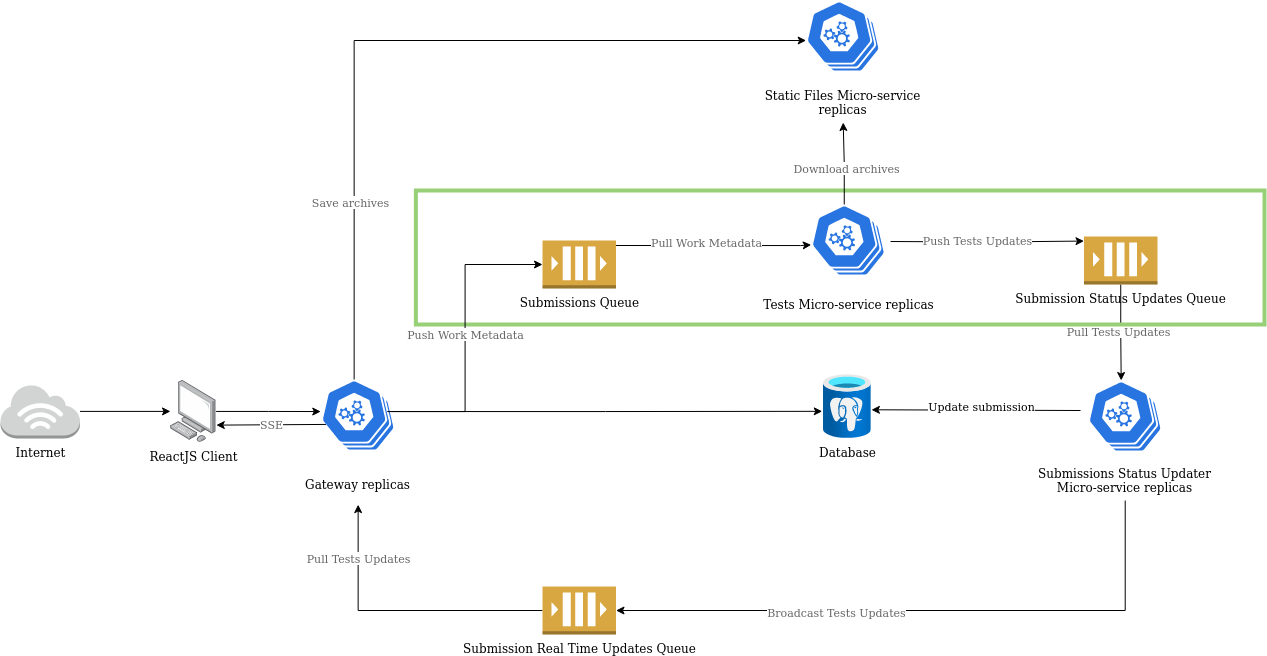 Static Files Micro-service
replicas
Download archives
Save archives
Pull Work Metadata
Push Tests Updates
Submissions Queue
Tests Micro-service replicas
Submission Status Updates Queue
Push Work Metadata
Pull Tests Updates
Update submission
SSE
Internet
ReactJS Client
Gateway replicas
Database
Submissions Status Updater
Micro-service replicas
Pull Tests Updates
Broadcast Tests Updates
Submission Real Time Updates Queue